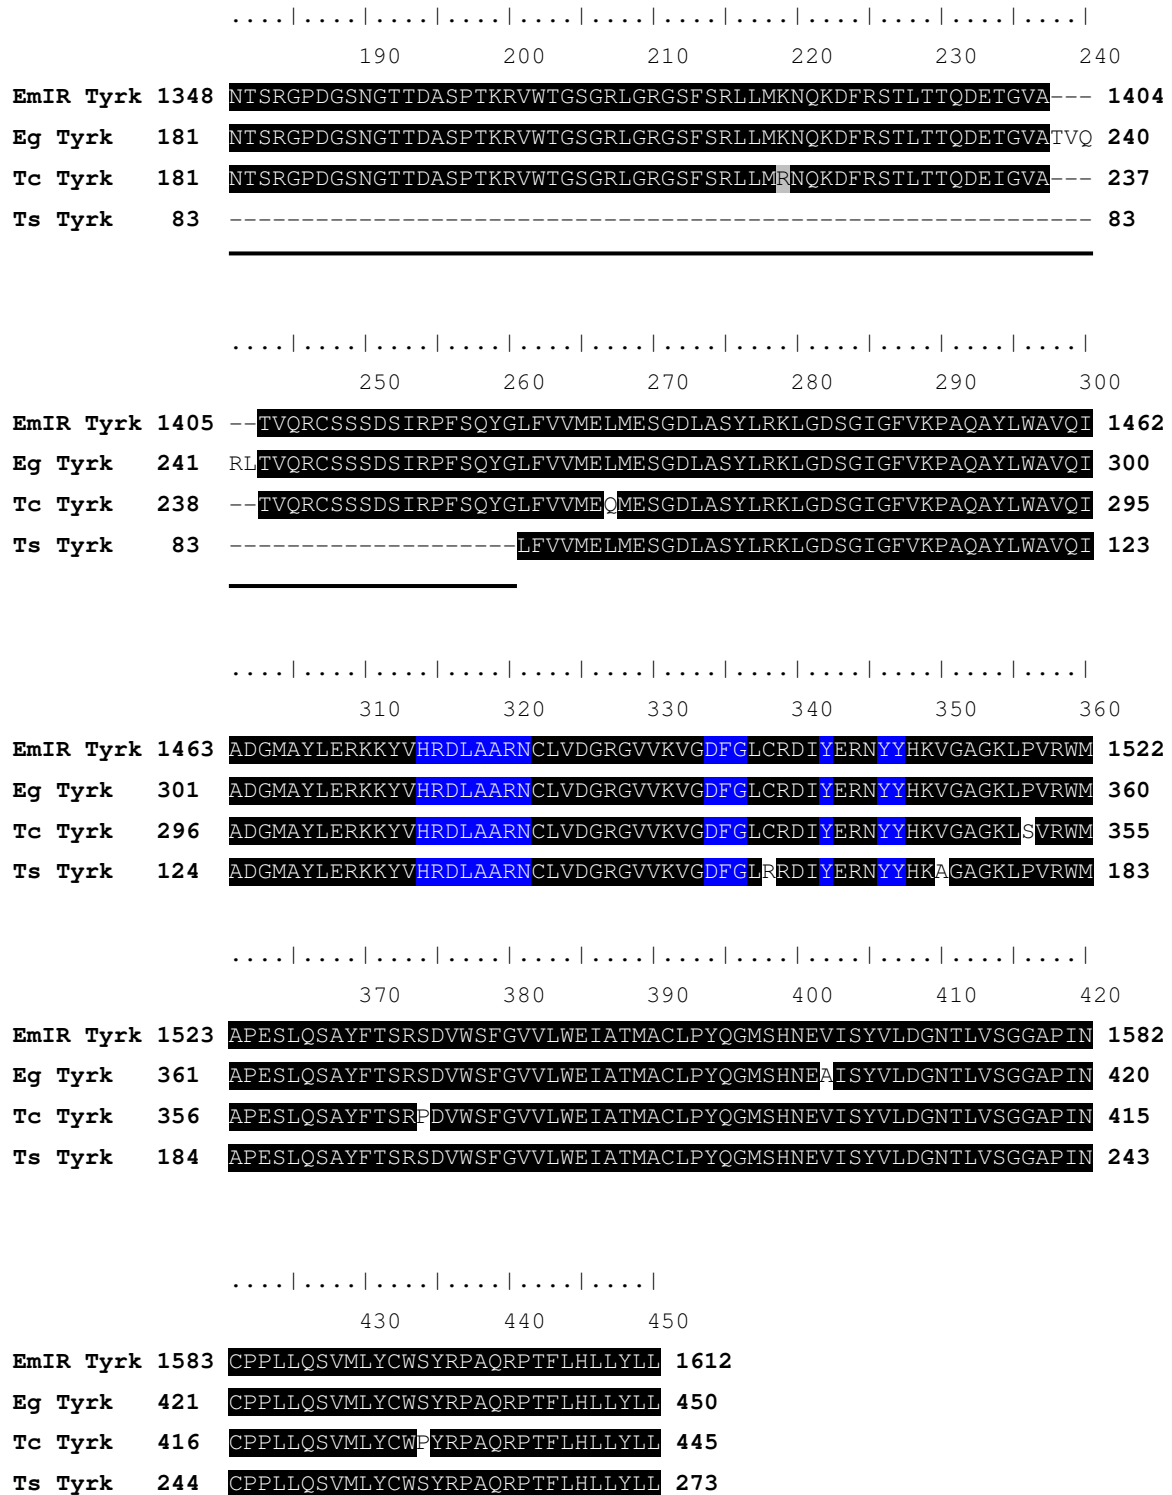 ....|....|....|....|....|....|....|....|....|....|....|....|
190 200 210 220 230 240
EmIR Tyrk 1348 NTSRGPDGSNGTTDASPTKRVWTGSGRLGRGSFSRLLMKNQKDFRSTLTTQDETGVA--- 1404
Eg Tyrk 181 NTSRGPDGSNGTTDASPTKRVWTGSGRLGRGSFSRLLMKNQKDFRSTLTTQDETGVATVQ 240
Tc Tyrk 181 NTSRGPDGSNGTTDASPTKRVWTGSGRLGRGSFSRLLMRNQKDFRSTLTTQDEIGVA--- 237
Ts Tyrk 83 ------------------------------------------------------------ 83
....|....|....|....|....|....|....|....|....|....|....|....|
250 260 270 280 290 300
EmIR Tyrk 1405 --TVQRCSSSDSIRPFSQYGLFVVMELMESGDLASYLRKLGDSGIGFVKPAQAYLWAVQI 1462
Eg Tyrk 241 RLTVQRCSSSDSIRPFSQYGLFVVMELMESGDLASYLRKLGDSGIGFVKPAQAYLWAVQI 300
Tc Tyrk 238 --TVQRCSSSDSIRPFSQYGLFVVMEQMESGDLASYLRKLGDSGIGFVKPAQAYLWAVQI 295
Ts Tyrk 83 --------------------LFVVMELMESGDLASYLRKLGDSGIGFVKPAQAYLWAVQI 123
....|....|....|....|....|....|....|....|....|....|....|....|
310 320 330 340 350 360
EmIR Tyrk 1463 ADGMAYLERKKYVHRDLAARNCLVDGRGVVKVGDFGLCRDIYERNYYHKVGAGKLPVRWM 1522
Eg Tyrk 301 ADGMAYLERKKYVHRDLAARNCLVDGRGVVKVGDFGLCRDIYERNYYHKVGAGKLPVRWM 360
Tc Tyrk 296 ADGMAYLERKKYVHRDLAARNCLVDGRGVVKVGDFGLCRDIYERNYYHKVGAGKLSVRWM 355
Ts Tyrk 124 ADGMAYLERKKYVHRDLAARNCLVDGRGVVKVGDFGLRRDIYERNYYHKAGAGKLPVRWM 183
....|....|....|....|....|....|....|....|....|....|....|....|
370 380 390 400 410 420
EmIR Tyrk 1523 APESLQSAYFTSRSDVWSFGVVLWEIATMACLPYQGMSHNEVISYVLDGNTLVSGGAPIN 1582
Eg Tyrk 361 APESLQSAYFTSRSDVWSFGVVLWEIATMACLPYQGMSHNEAISYVLDGNTLVSGGAPIN 420
Tc Tyrk 356 APESLQSAYFTSRPDVWSFGVVLWEIATMACLPYQGMSHNEVISYVLDGNTLVSGGAPIN 415
Ts Tyrk 184 APESLQSAYFTSRSDVWSFGVVLWEIATMACLPYQGMSHNEVISYVLDGNTLVSGGAPIN 243
....|....|....|....|....|....|
430 440 450
EmIR Tyrk 1583 CPPLLQSVMLYCWSYRPAQRPTFLHLLYLL 1612
Eg Tyrk 421 CPPLLQSVMLYCWSYRPAQRPTFLHLLYLL 450
Tc Tyrk 416 CPPLLQSVMLYCWPYRPAQRPTFLHLLYLL 445
Ts Tyrk 244 CPPLLQSVMLYCWSYRPAQRPTFLHLLYLL 273